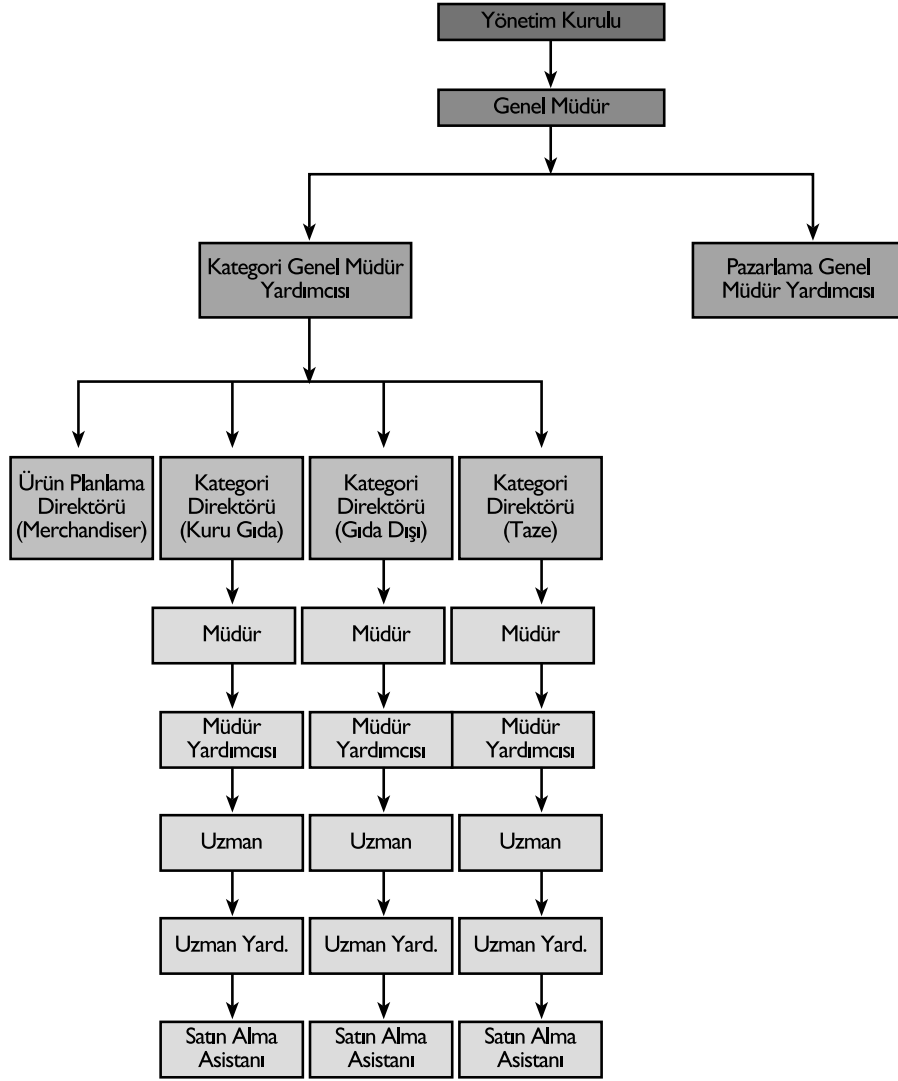 Yönetim Kurulu
Genel Müdür
Kategori Genel Müdür
Yardımcısı
Pazarlama Genel
Müdür Yardımcısı
Ürün Planlama
Direktörü
(Merchandiser)
Kategori
Direktörü
(Kuru Gıda)
Kategori
Direktörü
(Gıda Dışı)
Kategori
Direktörü
(Taze)
Müdür
Müdür
Müdür
Müdür
Yardımcısı
Müdür
Yardımcısı
Müdür
Yardımcısı
Uzman
Uzman
Uzman
Uzman Yard.
Uzman Yard.
Uzman Yard.
Satın Alma
Asistanı
Satın Alma
Asistanı
Satın Alma
Asistanı